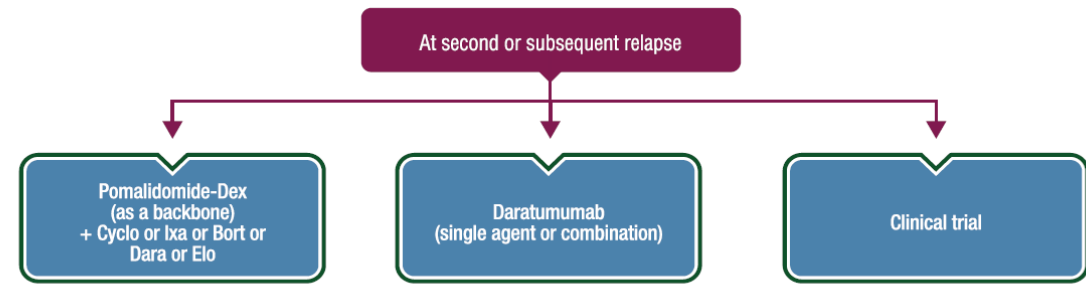 At second or subsequent relapse
Pomalidomide-Dex
(as a backbone)
+ Cyclo or Ixa or Bort or
Dara or Elo
Daratumumab
(single agent or combination)
Clinical trial